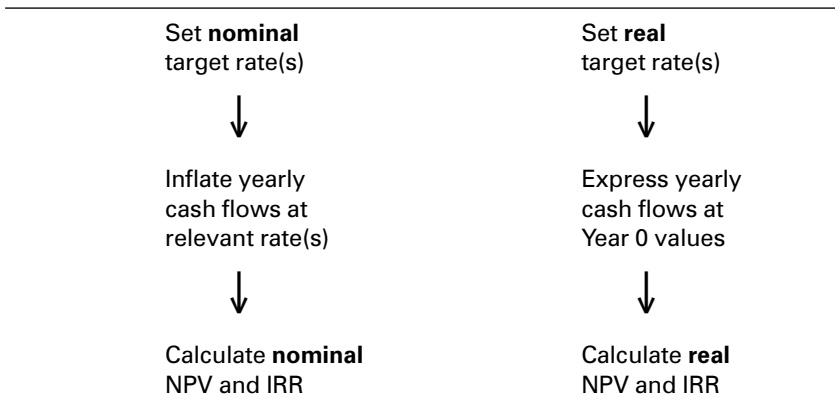 Set nominal
target rate(s)
Inflate yearly
cash flows at
relevant rate(s)
Calculate nominal
NPV and IRR
Set real
target rate(s)
Express yearly
cash flows at
Year 0 values
Calculate real
NPV and IRR